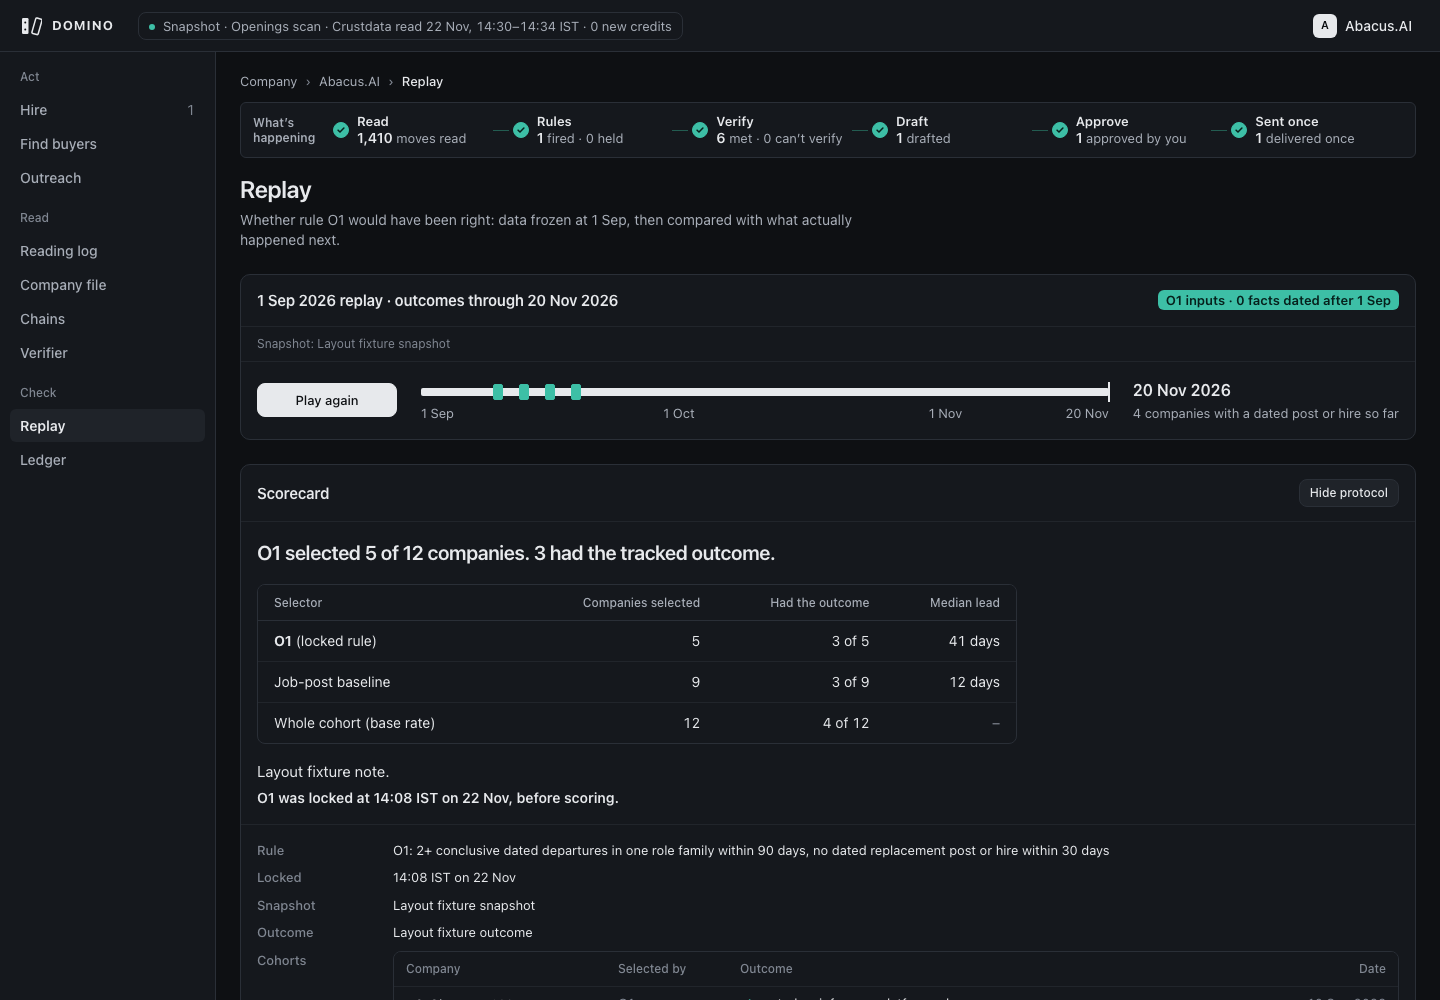 DOMINO
Snapshot · Openings scan · Crustdata read 22 Nov, 14:30–14:34 IST · 0 new credits
A Abacus.AI
Act
Hire 1
Find buyers
Outreach
Read
Reading log
Company file
Chains
Verifier
Check
Replay
Ledger
Company › Abacus.AI › Replay
What's happening
Read
1,410 moves read
Rules
1 fired · 0 held
Verify
6 met · 0 can't verify
Draft
1 drafted
Approve
1 approved by you
Sent once
1 delivered once
Replay
Whether rule O1 would have been right: data frozen at 1 Sep, then compared with what actually
happened next.
1 Sep 2026 replay · outcomes through 20 Nov 2026
O1 inputs · 0 facts dated after 1 Sep
Snapshot: Layout fixture snapshot
Play again
1 Sep 1 Oct 1 Nov 20 Nov
20 Nov 2026
4 companies with a dated post or hire so far
Scorecard
Hide protocol
O1 selected 5 of 12 companies. 3 had the tracked outcome.
Selector Companies selected Had the outcome Median lead
O1 (locked rule) 5 3 of 5 41 days
Job-post baseline 9 3 of 9 12 days
Whole cohort (base rate) 12 4 of 12 –
Layout fixture note.
O1 was locked at 14:08 IST on 22 Nov, before scoring.
Rule O1: 2+ conclusive dated departures in one role family within 90 days, no dated replacement post or hire within 30 days
Locked 14:08 IST on 22 Nov
Snapshot Layout fixture snapshot
Outcome Layout fixture outcome
Cohorts
Company Selected by Outcome Date